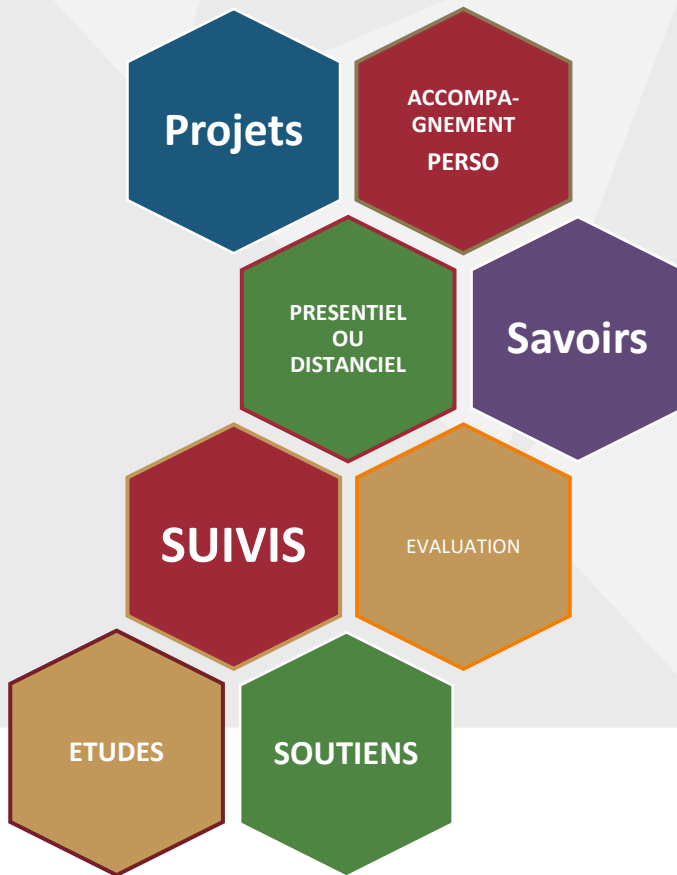 Projets
ACCOMPA-
GNEMENT
PERSO
PRESENTIEL
OU
DISTANCIEL
Savoirs
SUIVIS
EVALUATION
ETUDES
SOUTIENS